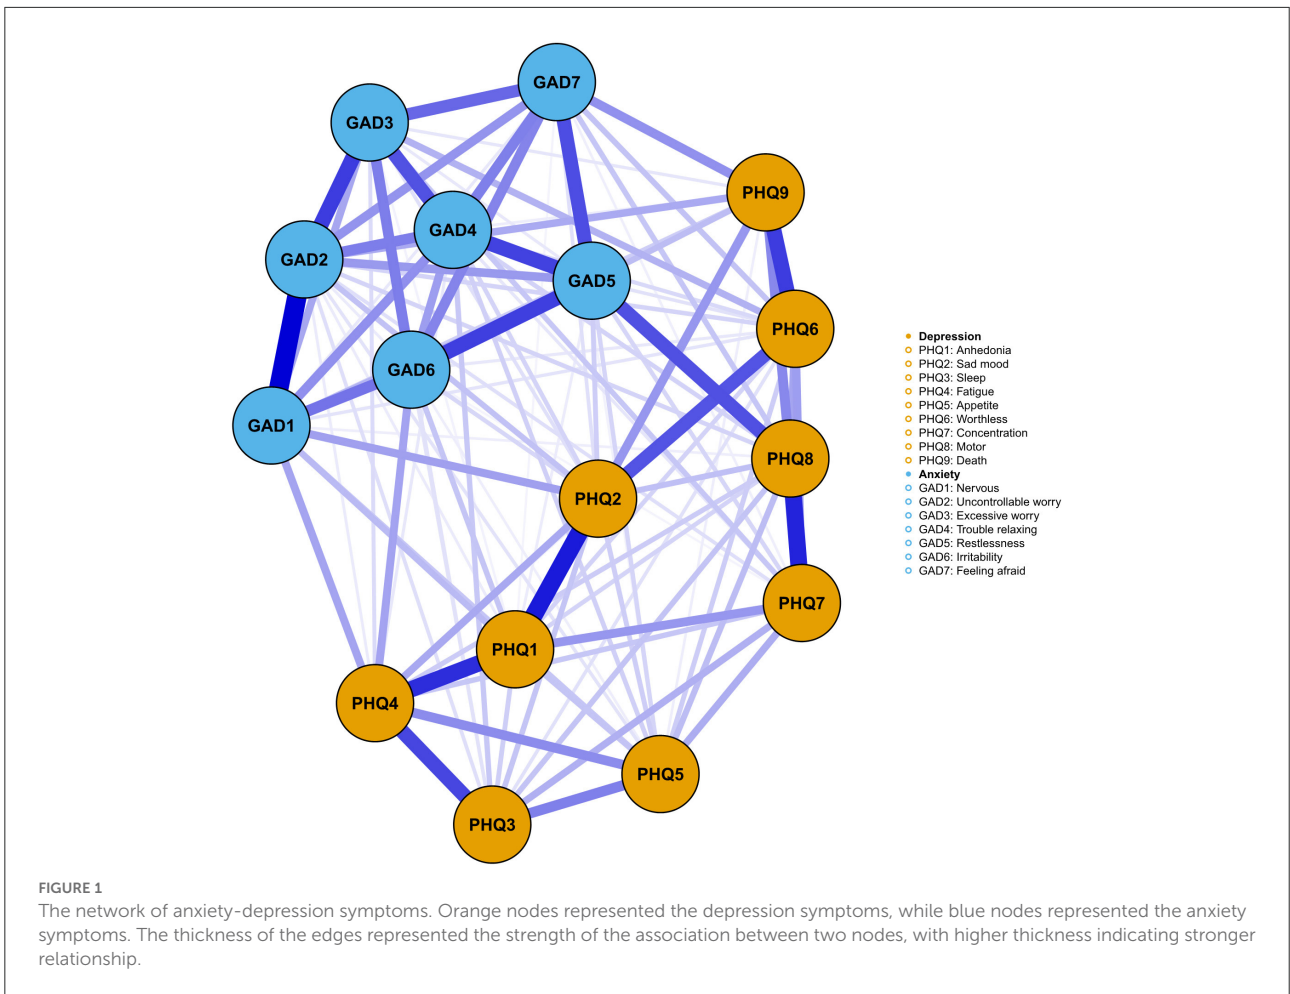 GAD7
GAD3
PHQ9
GAD4
GAD2
GAD5
PHQ6
GAD6
GAD1
PHQ8
PHQ2
PHQ7
PHQ1
PHQ4
PHQ5
PHQ3
Depression
PHQ1: Anhedonia
PHQ2: Sad mood
PHQ3: Sleep
PHQ4: Fatigue
PHQ5: Appetite
PHQ6: Worthless
PHQ7: Concentration
PHQ8: Motor
PHQ9: Death
Anxiety
GAD1: Nervous
GAD2: Uncontrollable worry
GAD3: Excessive worry
GAD4: Trouble relaxing
GAD5: Restlessness
GAD6: Irritability
GAD7: Feeling afraid
FIGURE 1
The network of anxiety-depression symptoms. Orange nodes represented the depression symptoms, while blue nodes represented the anxiety
symptoms. The thickness of the edges represented the strength of the association between two nodes, with higher thickness indicating stronger
relationship.